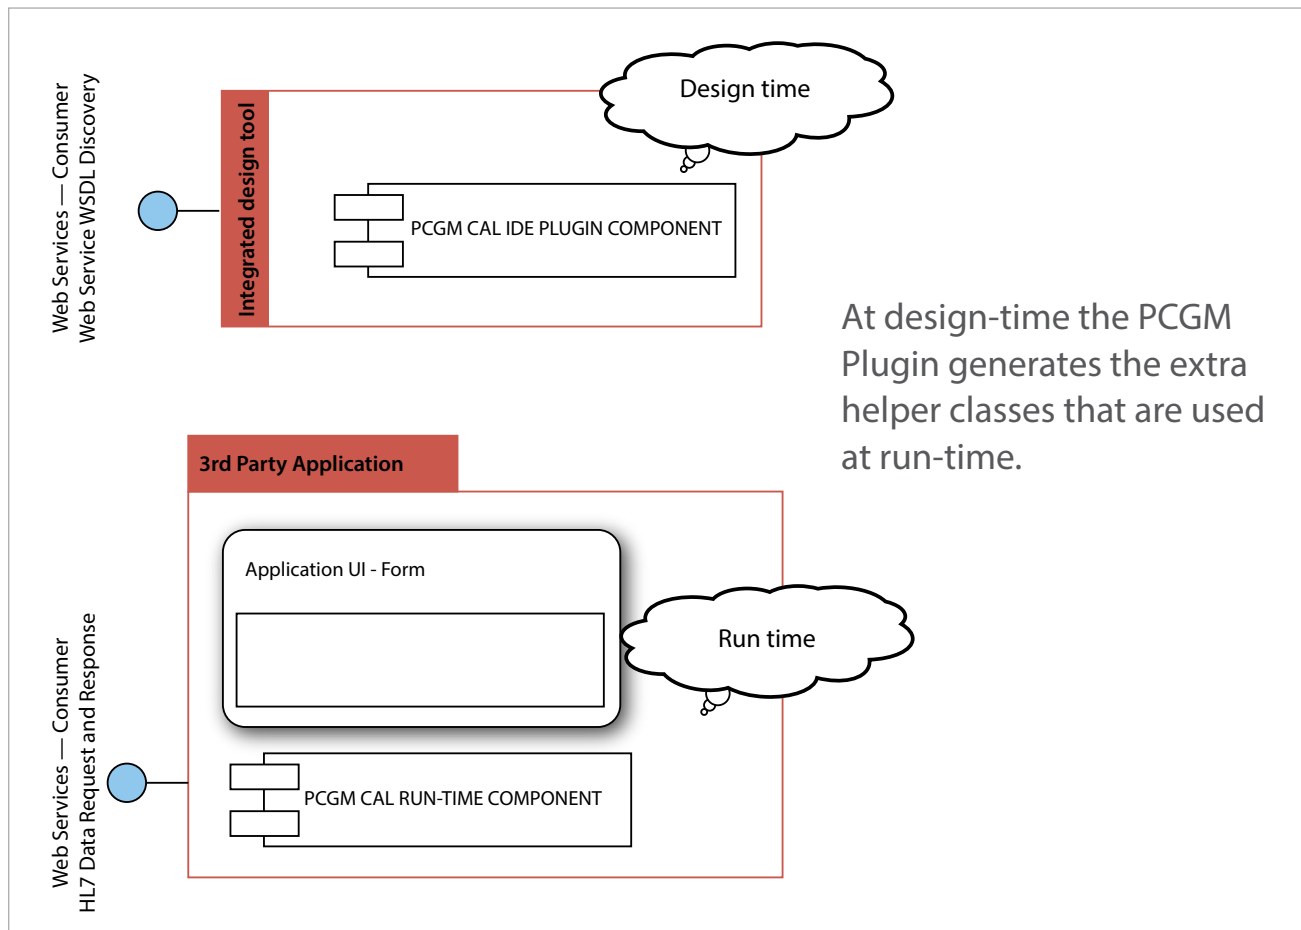 Web Services — Consumer
Web Service WSDL Discovery
Integrated design tool
Design time
PCGM CAL IDE PLUGIN COMPONENT
At design-time the PCGM
Plugin generates the extra
helper classes that are used
at run-time.
3rd Party Application
Application UI - Form
Run time
Web Services — Consumer
HL7 Data Request and Response
PCGM CAL RUN-TIME COMPONENT